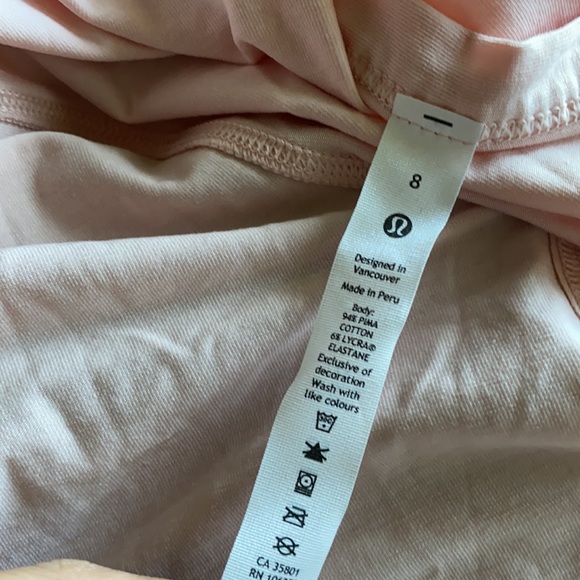 8
Designed in
Vancouver
Made in Peru
Body:
94% PIMA
COTTON
6% LYCRA®
ELASTANE
Exclusive of
decoration
Wash with
like colours
CA 35801
RN